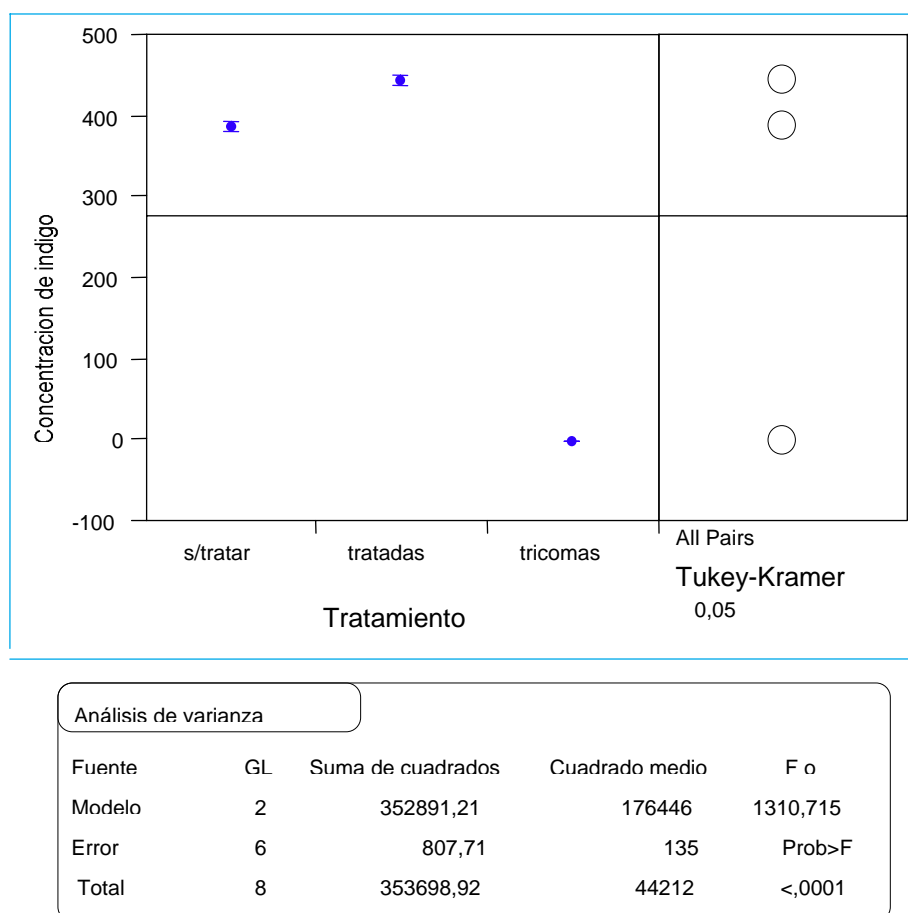 500
400
300
200
100
0
-100
Concentracion de indigo
s/tratar
tratadas
tricomas
All Pairs
Tukey-Kramer
0,05
Tratamiento
Análisis de varianza
Fuente GL Suma de cuadrados Cuadrado medio F o
Modelo 2 352891,21 176446 1310,715
Error 6 807,71 135 Prob>F
Total 8 353698,92 44212 <,0001